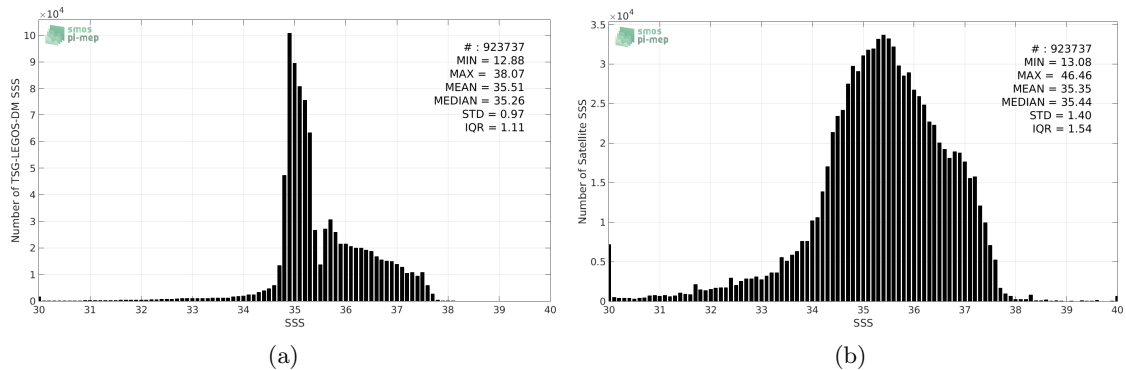 ×10⁴
smos
pi-mep
# : 923737
MIN = 12.88
MAX = 38.07
MEAN = 35.51
MEDIAN = 35.26
STD = 0.97
IQR = 1.11
Number of TSG-LEGOS-DM SSS
10
9
8
7
6
5
4
3
2
1
0
30 31 32 33 34 35 36 37 38 39 40
SSS
(a)
×10⁴
smos
pi-mep
# : 923737
MIN = 13.08
MAX = 46.46
MEAN = 35.35
MEDIAN = 35.44
STD = 1.40
IQR = 1.54
Number of Satellite SSS
3.5
3
2.5
2
1.5
1
0.5
0
30 31 32 33 34 35 36 37 38 39 40
SSS
(b)